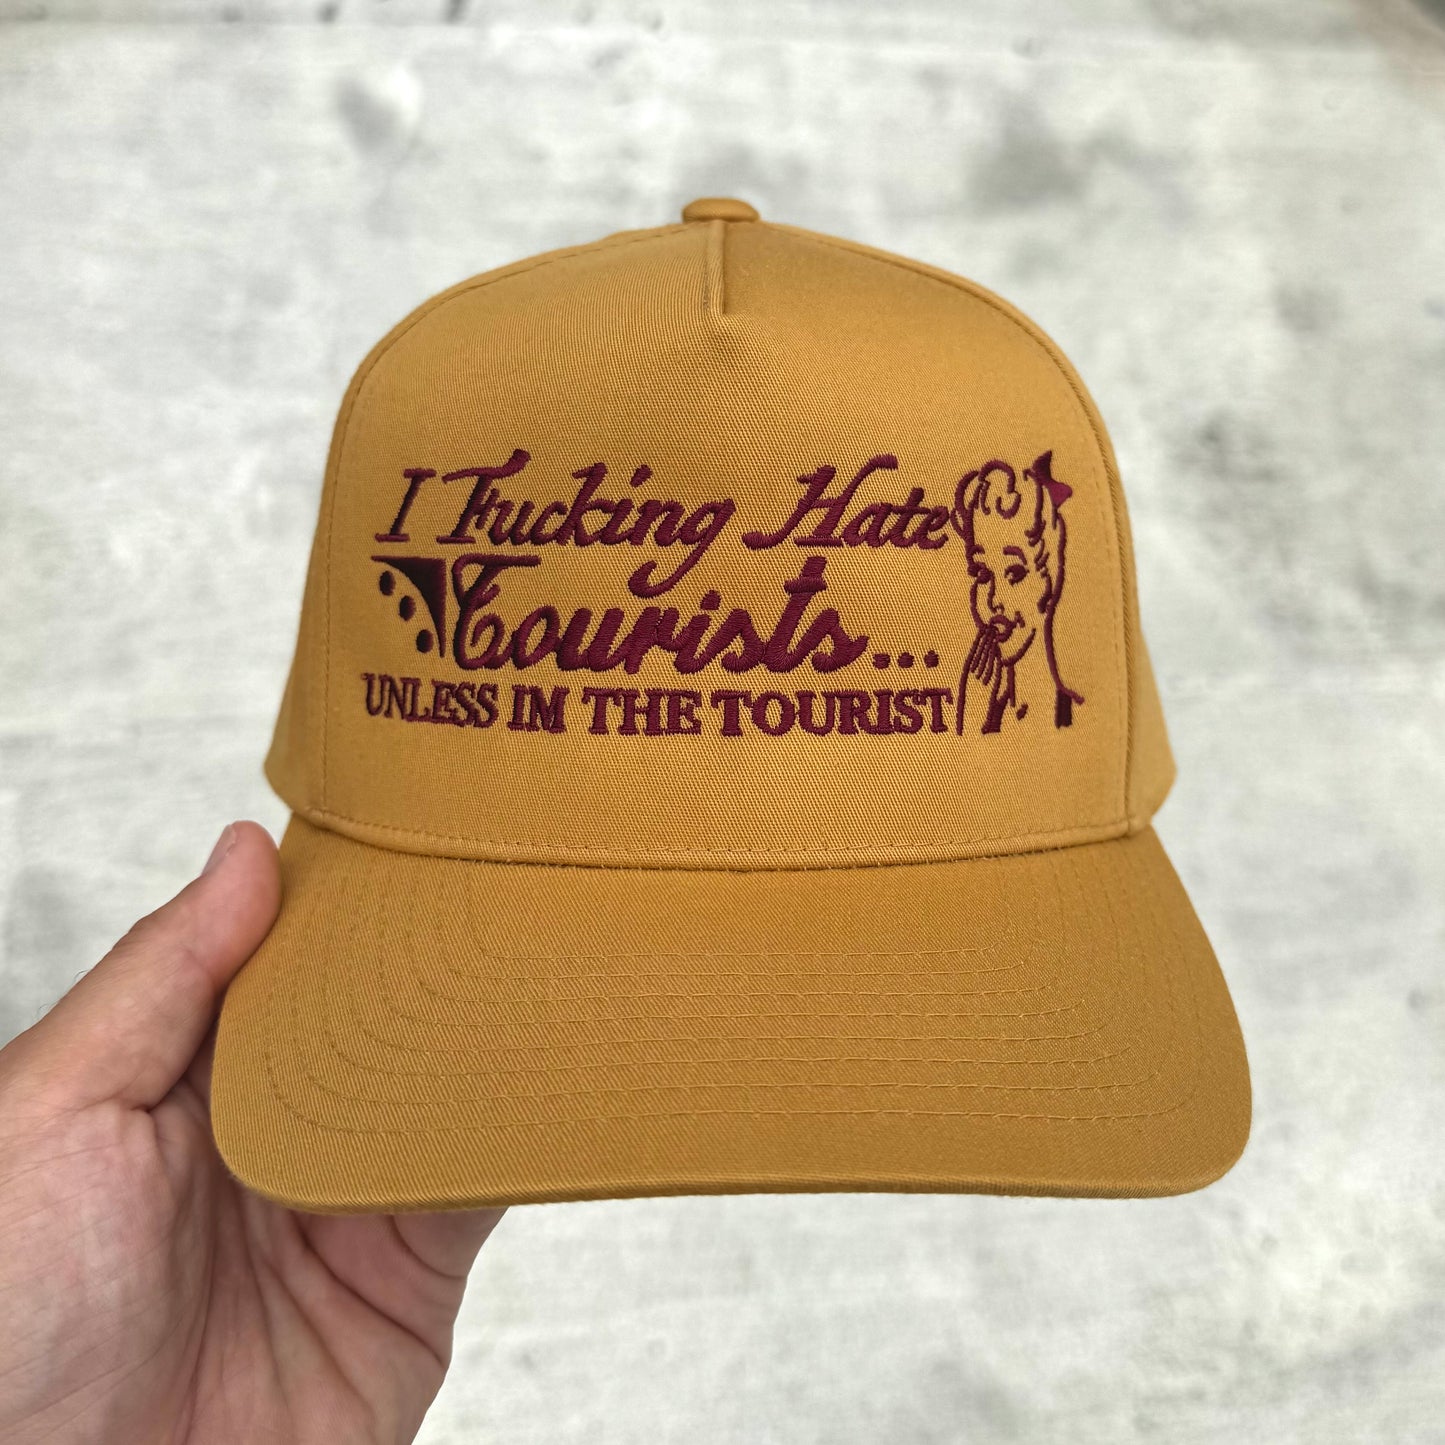 I Fucking Hate
Tourists...
UNLESS IM THE TOURIST